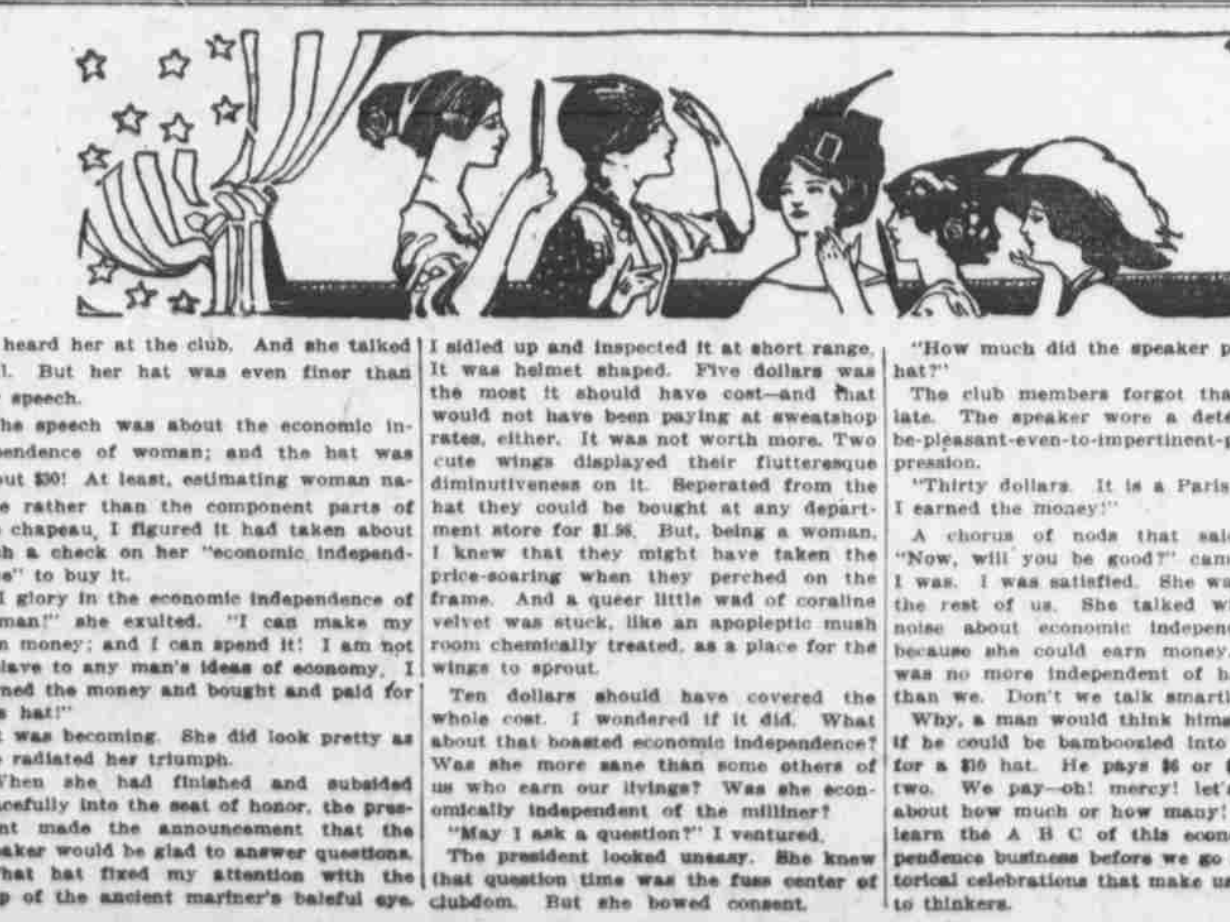 heard her at the club. And she talked
l. But her hat was even finer than
speech.
he speech was about the economic in-
endence of woman; and the hat was
out $30! At least, estimating woman na-
e rather than the component parts of
chapeau, I figured it had taken about
h a check on her "economic independ-
e" to buy it.
I glory in the economic independence of
man!" she exulted. "I can make my
n money; and I can spend it! I am not
lave to any man's ideas of economy. I
ned the money and bought and paid for
s hat!"
t was becoming. She did look pretty as
e radiated her triumph.
When she had finished and subsided
cefully into the seat of honor, the pres-
nt made the announcement that the
aker would be glad to answer questions.
hat hat fixed my attention with the
p of the ancient mariner's baleful eye.
I sidled up and inspected it at short range.
It was helmet shaped. Five dollars was
the most it should have cost—and that
would not have been paying at sweatshop
rates, either. It was not worth more. Two
cute wings displayed their flutteresque
diminutiveness on it. Seperated from the
hat they could be bought at any depart-
ment store for $1.98. But, being a woman,
I knew that they might have taken the
price-soaring when they perched on the
frame. And a queer little wad of coraline
velvet was stuck, like an apopleptic mush
room chemically treated, as a place for the
wings to sprout.
Ten dollars should have covered the
whole cost. I wondered if it did. What
about that boasted economic independence?
Was she more sane than some others of
us who earn our livings? Was she econ-
omically independent of the milliner?
"May I ask a question?" I ventured.
The president looked uneasy. She knew
that question time was the fuss center of
clubdom. But she bowed consent.
"How much did the speaker p
hat?"
The club members forgot tha
late. The speaker wore a dete
be-pleasant-even-to-impertinent-p
pression.
"Thirty dollars. It is a Paris
I earned the money!"
A chorus of nods that said
"Now, will you be good?" cam
I was. I was satisfied. She wa
the rest of us. She talked w
noise about economic indepen
because she could earn money.
was no more independent of h
than we. Don't we talk smart
Why, a man would think hims
if he could be bamboozled into
for a $10 hat. He pays $6 or $
two. We pay—oh! mercy! let's
about how much or how many!
learn the A B C of this econ
pendence business before we go
torical celebrations that make us
to thinkers.